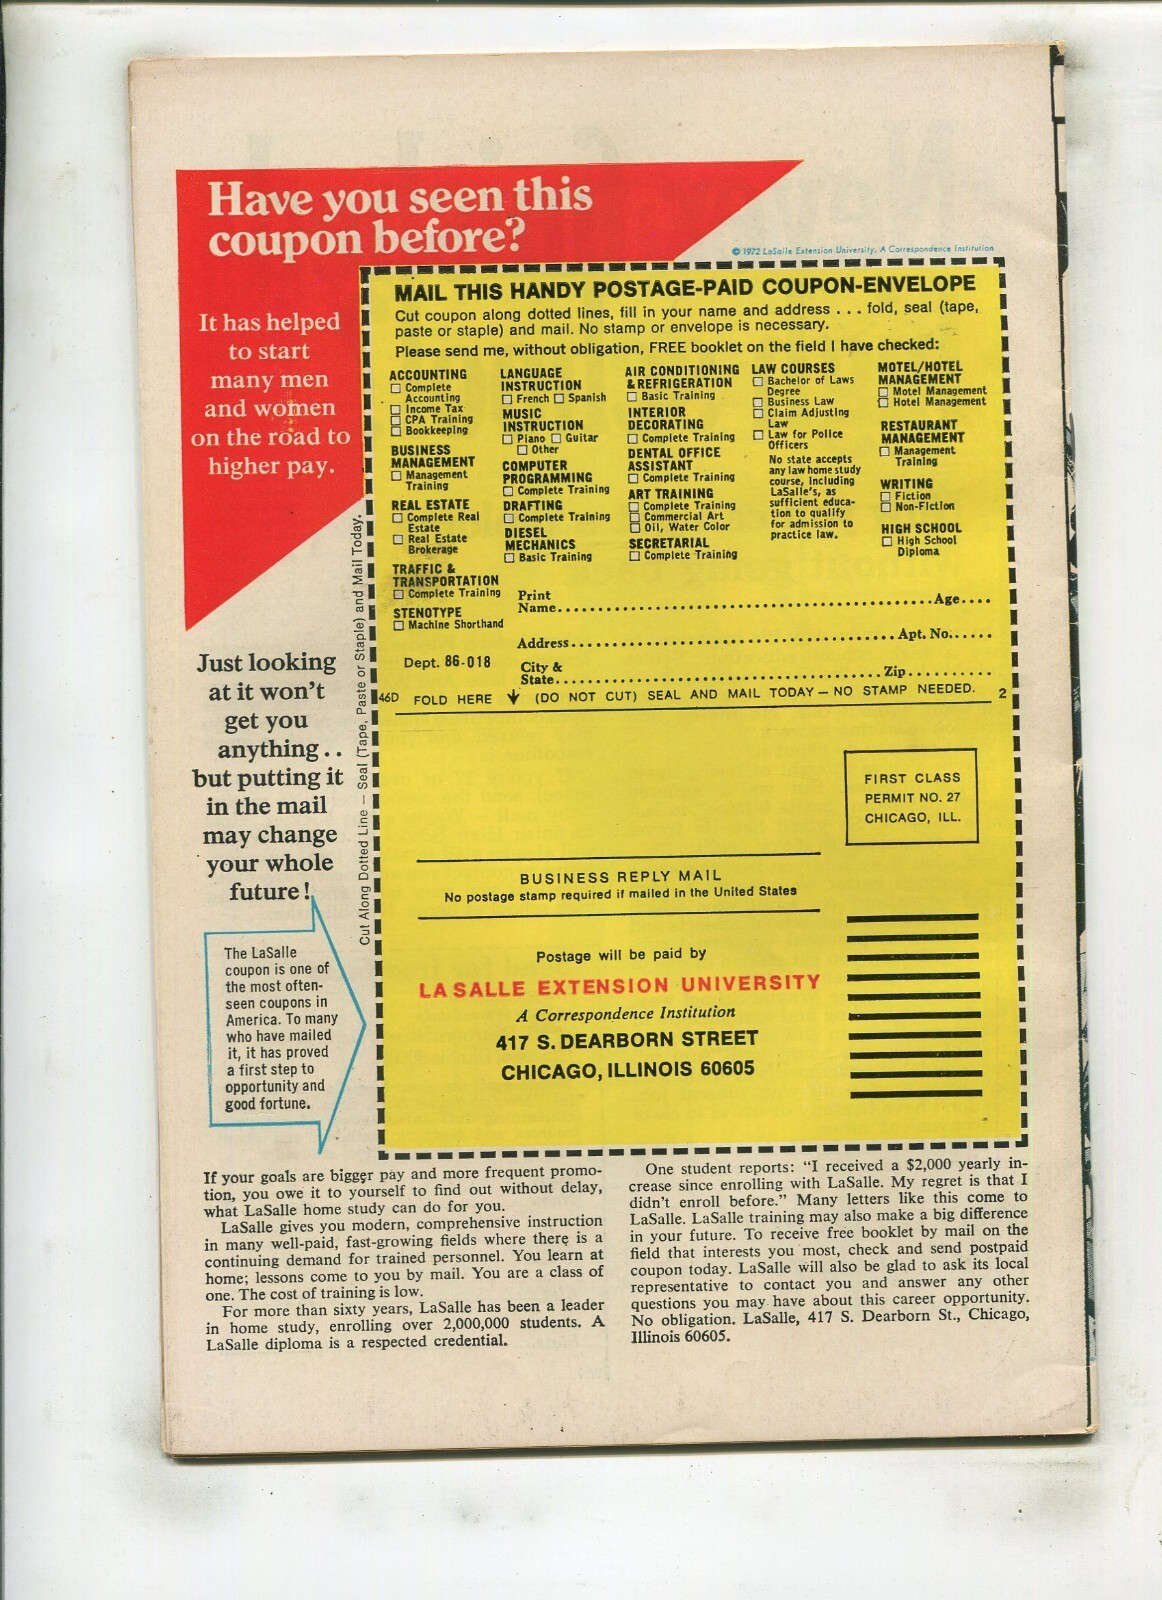 Have you seen this
coupon before?
It has helped
to start
many men
and women
on the road to
higher pay.
© 1972 LaSalle Extension University, A Correspondence Institution
MAIL THIS HANDY POSTAGE-PAID COUPON-ENVELOPE
Cut coupon along dotted lines, fill in your name and address . . . fold, seal (tape,
paste or staple) and mail. No stamp or envelope is necessary.
Please send me, without obligation, FREE booklet on the field I have checked:
ACCOUNTING
☐ Complete
Accounting
☐ Income Tax
☐ CPA Training
☐ Bookkeeping
BUSINESS
MANAGEMENT
☐ Management
Training
REAL ESTATE
☐ Complete Real
Estate
☐ Real Estate
Brokerage
TRAFFIC &
TRANSPORTATION
☐ Complete Training
STENOTYPE
☐ Machine Shorthand
LANGUAGE
INSTRUCTION
☐ French ☐ Spanish
MUSIC
INSTRUCTION
☐ Piano ☐ Guitar
☐ Other
COMPUTER
PROGRAMMING
☐ Complete Training
DRAFTING
☐ Complete Training
DIESEL
MECHANICS
☐ Basic Training
AIR CONDITIONING
& REFRIGERATION
☐ Basic Training
INTERIOR
DECORATING
☐ Complete Training
DENTAL OFFICE
ASSISTANT
☐ Complete Training
ART TRAINING
☐ Complete Training
☐ Commercial Art
☐ Oil, Water Color
SECRETARIAL
☐ Complete Training
LAW COURSES
☐ Bachelor of Laws
Degree
☐ Business Law
☐ Claim Adjusting
Law
☐ Law for Police
Officers
No state accepts
any law home study
course, including
LaSalle's, as
sufficient educa-
tion to qualify
for admission to
practice law.
MOTEL/HOTEL
MANAGEMENT
☐ Motel Management
☐ Hotel Management
RESTAURANT
MANAGEMENT
☐ Management
Training
WRITING
☐ Fiction
☐ Non-Fiction
HIGH SCHOOL
☐ High School
Diploma
Print
Name..........Age....
Address..........Apt. No......
Dept. 86-018
City &
State..........Zip..........
46D FOLD HERE ↓ (DO NOT CUT) SEAL AND MAIL TODAY — NO STAMP NEEDED. 2
Cut Along Dotted Line — Seal (Tape, Paste or Staple) and Mail Today.
FIRST CLASS
PERMIT NO. 27
CHICAGO, ILL.
BUSINESS REPLY MAIL
No postage stamp required if mailed in the United States
Postage will be paid by
LA SALLE EXTENSION UNIVERSITY
A Correspondence Institution
417 S. DEARBORN STREET
CHICAGO, ILLINOIS 60605
Just looking
at it won't
get you
anything . .
but putting it
in the mail
may change
your whole
future!
The LaSalle
coupon is one of
the most often-
seen coupons in
America. To many
who have mailed
it, it has proved
a first step to
opportunity and
good fortune.
If your goals are bigger pay and more frequent promo-
tion, you owe it to yourself to find out without delay,
what LaSalle home study can do for you.
LaSalle gives you modern, comprehensive instruction
in many well-paid, fast-growing fields where there is a
continuing demand for trained personnel. You learn at
home; lessons come to you by mail. You are a class of
one. The cost of training is low.
For more than sixty years, LaSalle has been a leader
in home study, enrolling over 2,000,000 students. A
LaSalle diploma is a respected credential.
One student reports: "I received a $2,000 yearly in-
crease since enrolling with LaSalle. My regret is that I
didn't enroll before." Many letters like this come to
LaSalle. LaSalle training may also make a big difference
in your future. To receive free booklet by mail on the
field that interests you most, check and send postpaid
coupon today. LaSalle will also be glad to ask its local
representative to contact you and answer any other
questions you may have about this career opportunity.
No obligation. LaSalle, 417 S. Dearborn St., Chicago,
Illinois 60605.